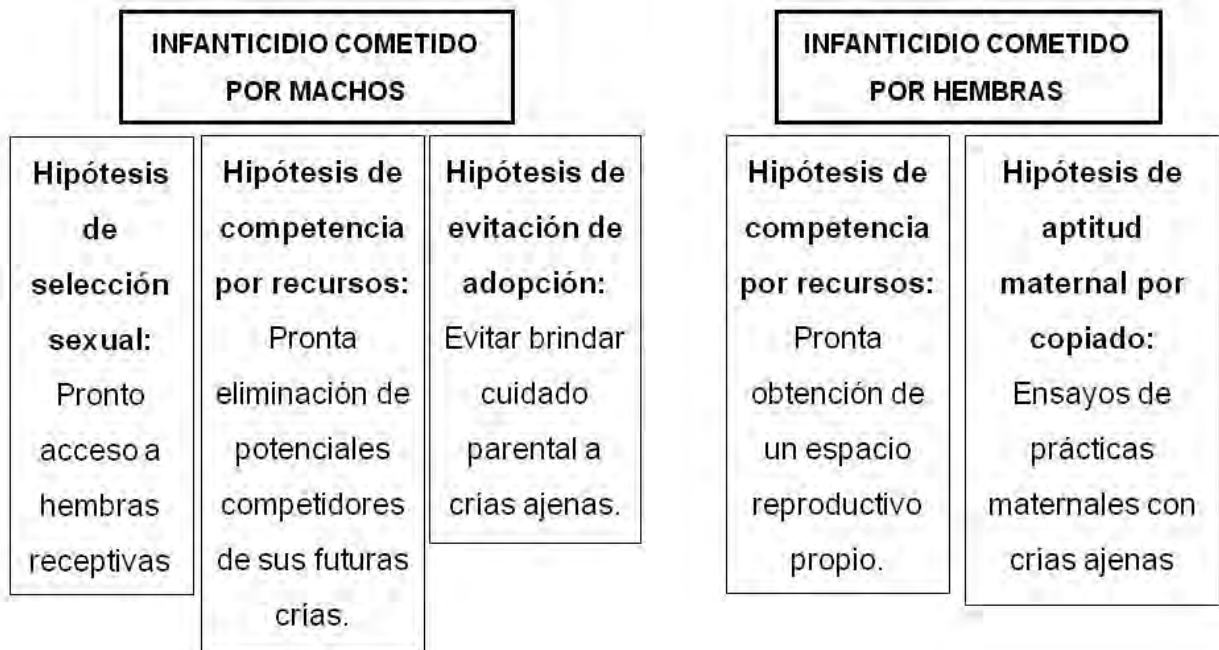 INFANTICIDIO COMETIDO
POR MACHOS
Hipótesis
de
selección
sexual:
Pronto
acceso a
hembras
receptivas
Hipótesis de
competencia
por recursos:
Pronta
eliminación de
potenciales
competidores
de sus futuras
crías.
Hipótesis de
evitación de
adopción:
Evitar brindar
cuidado
parental a
crías ajenas.
INFANTICIDIO COMETIDO
POR HEMBRAS
Hipótesis de
competencia
por recursos:
Pronta
obtención de
un espacio
reproductivo
propio.
Hipótesis de
aptitud
maternal por
copiado:
Ensayos de
prácticas
maternales con
crías ajenas